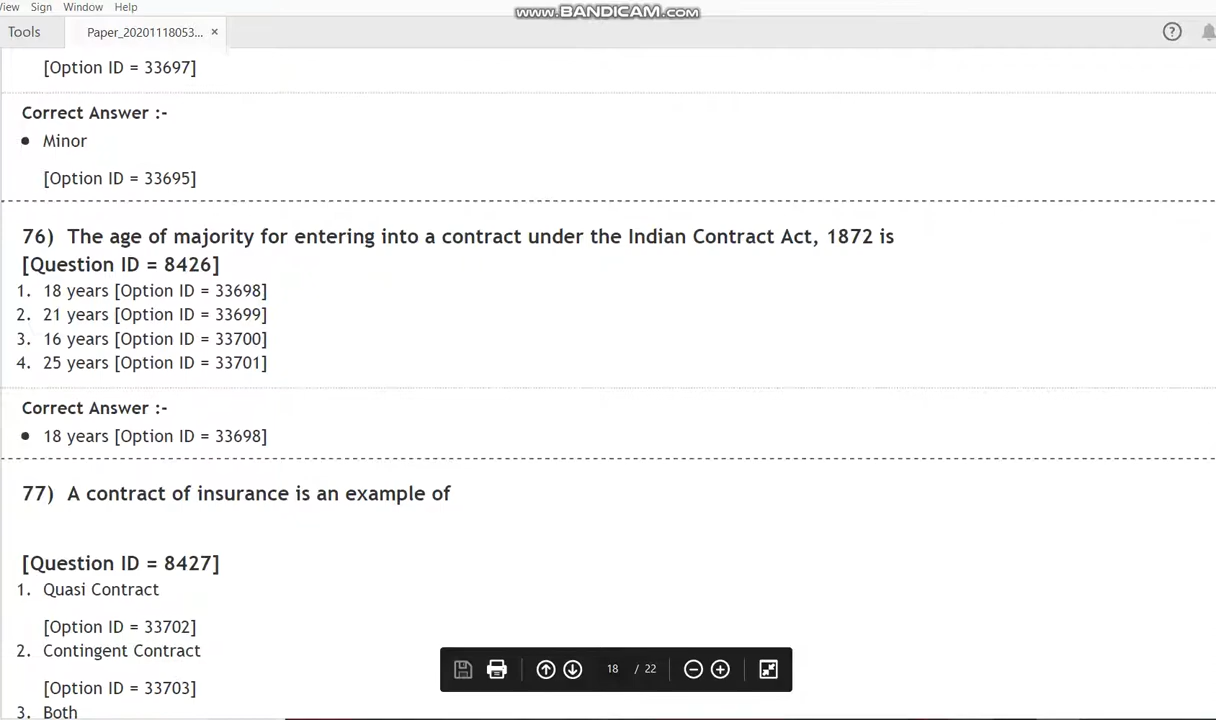 View Sign Window Help
www.BANDICAM.com
Tools Paper_20201118053... ×
[Option ID = 33697]
Correct Answer :-
• Minor
[Option ID = 33695]
76) The age of majority for entering into a contract under the Indian Contract Act, 1872 is
[Question ID = 8426]
1. 18 years [Option ID = 33698]
2. 21 years [Option ID = 33699]
3. 16 years [Option ID = 33700]
4. 25 years [Option ID = 33701]
Correct Answer :-
• 18 years [Option ID = 33698]
77) A contract of insurance is an example of
[Question ID = 8427]
1. Quasi Contract
[Option ID = 33702]
2. Contingent Contract
[Option ID = 33703]
3. Both
18 / 22